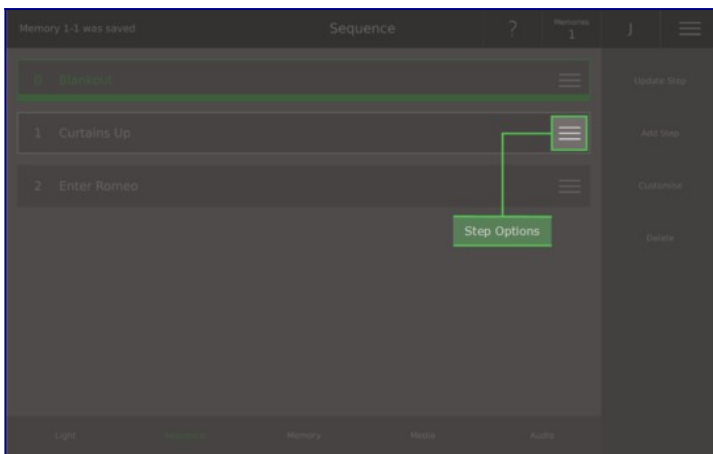 Memory 1-1 was saved
Sequence
?
Memories
1
J
0 Blankout
Update Step
1 Curtains Up
Add Step
2 Enter Romeo
Customise
Step Options
Delete
Light
Sequence
Memory
Media
Audio